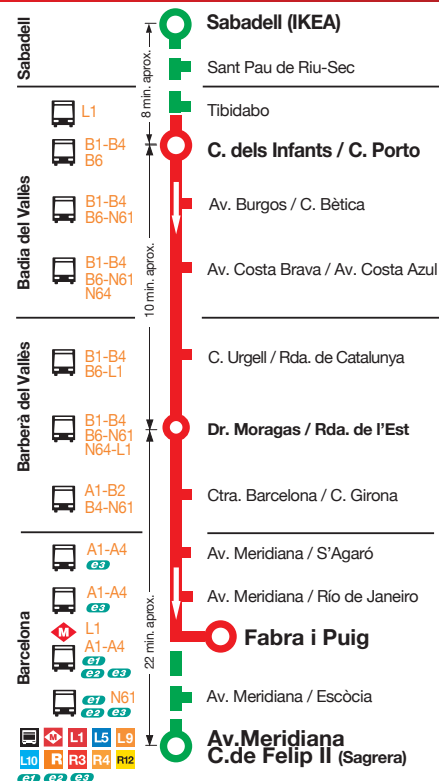 Sabadell
Badia del Vallès
Barberà del Vallès
Barcelona
8 min. aprox.
10 min. aprox.
22 min. aprox.
Sabadell (IKEA)
Sant Pau de Riu-Sec
L1
Tibidabo
B1-B4
B6
C. dels Infants / C. Porto
B1-B4
B6-N61
Av. Burgos / C. Bètica
B1-B4
B6-N61
N64
Av. Costa Brava / Av. Costa Azul
B1-B4
B6-L1
C. Urgell / Rda. de Catalunya
B1-B4
B6-N61
N64-L1
Dr. Moragas / Rda. de l'Est
A1-B2
B4-N61
Ctra. Barcelona / C. Girona
A1-A4
e3
Av. Meridiana / S'Agaró
A1-A4
e3
Av. Meridiana / Río de Janeiro
M L1
A1-A4
e1
e2 e3
Fabra i Puig
e1 N61
e2 e3
Av. Meridiana / Escòcia
M L1 L5 L9
L10 R R3 R4 R12
e1 e2 e3
Av.Meridiana
C.de Felip II (Sagrera)